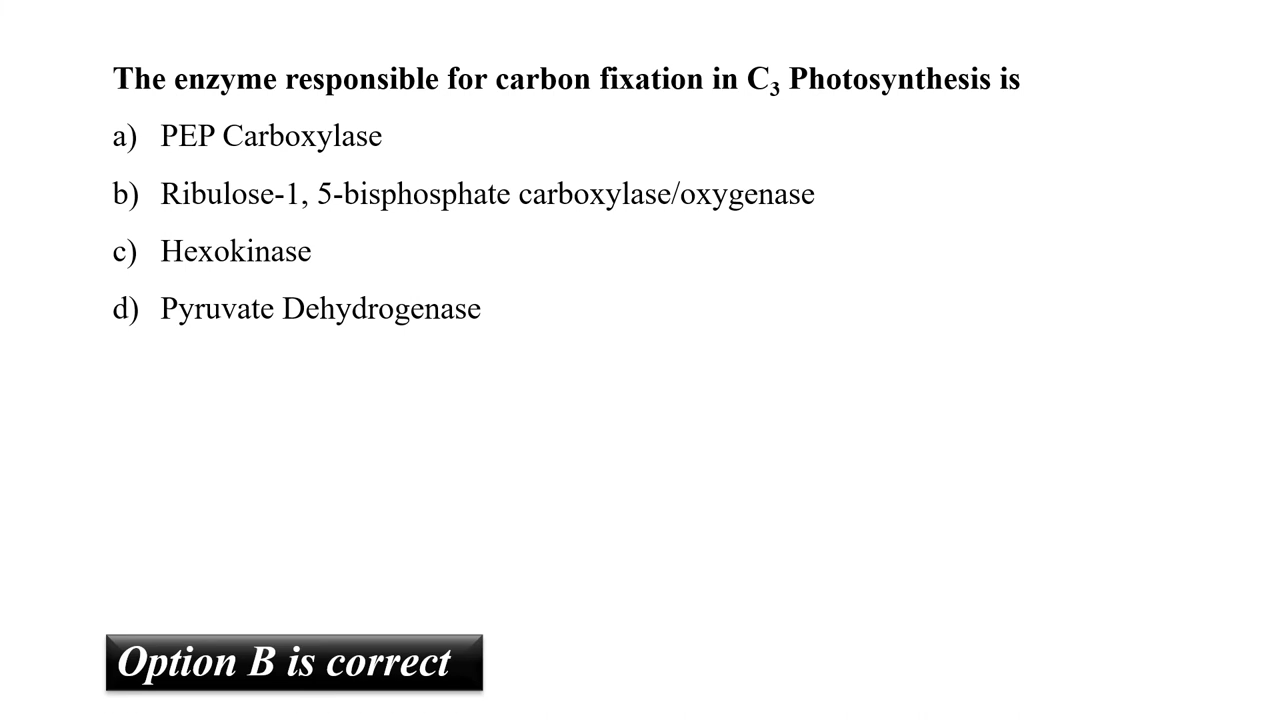 The enzyme responsible for carbon fixation in C₃ Photosynthesis is
a) PEP Carboxylase
b) Ribulose-1, 5-bisphosphate carboxylase/oxygenase
c) Hexokinase
d) Pyruvate Dehydrogenase
Option B is correct